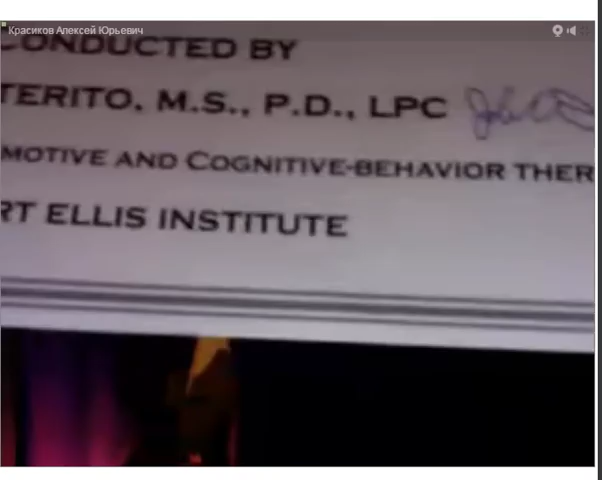 Красиков Алексей Юрьевич
CONDUCTED BY
TERITO, M.S., P.D., LPC
MOTIVE AND COGNITIVE-BEHAVIOR THER
RT ELLIS INSTITUTE